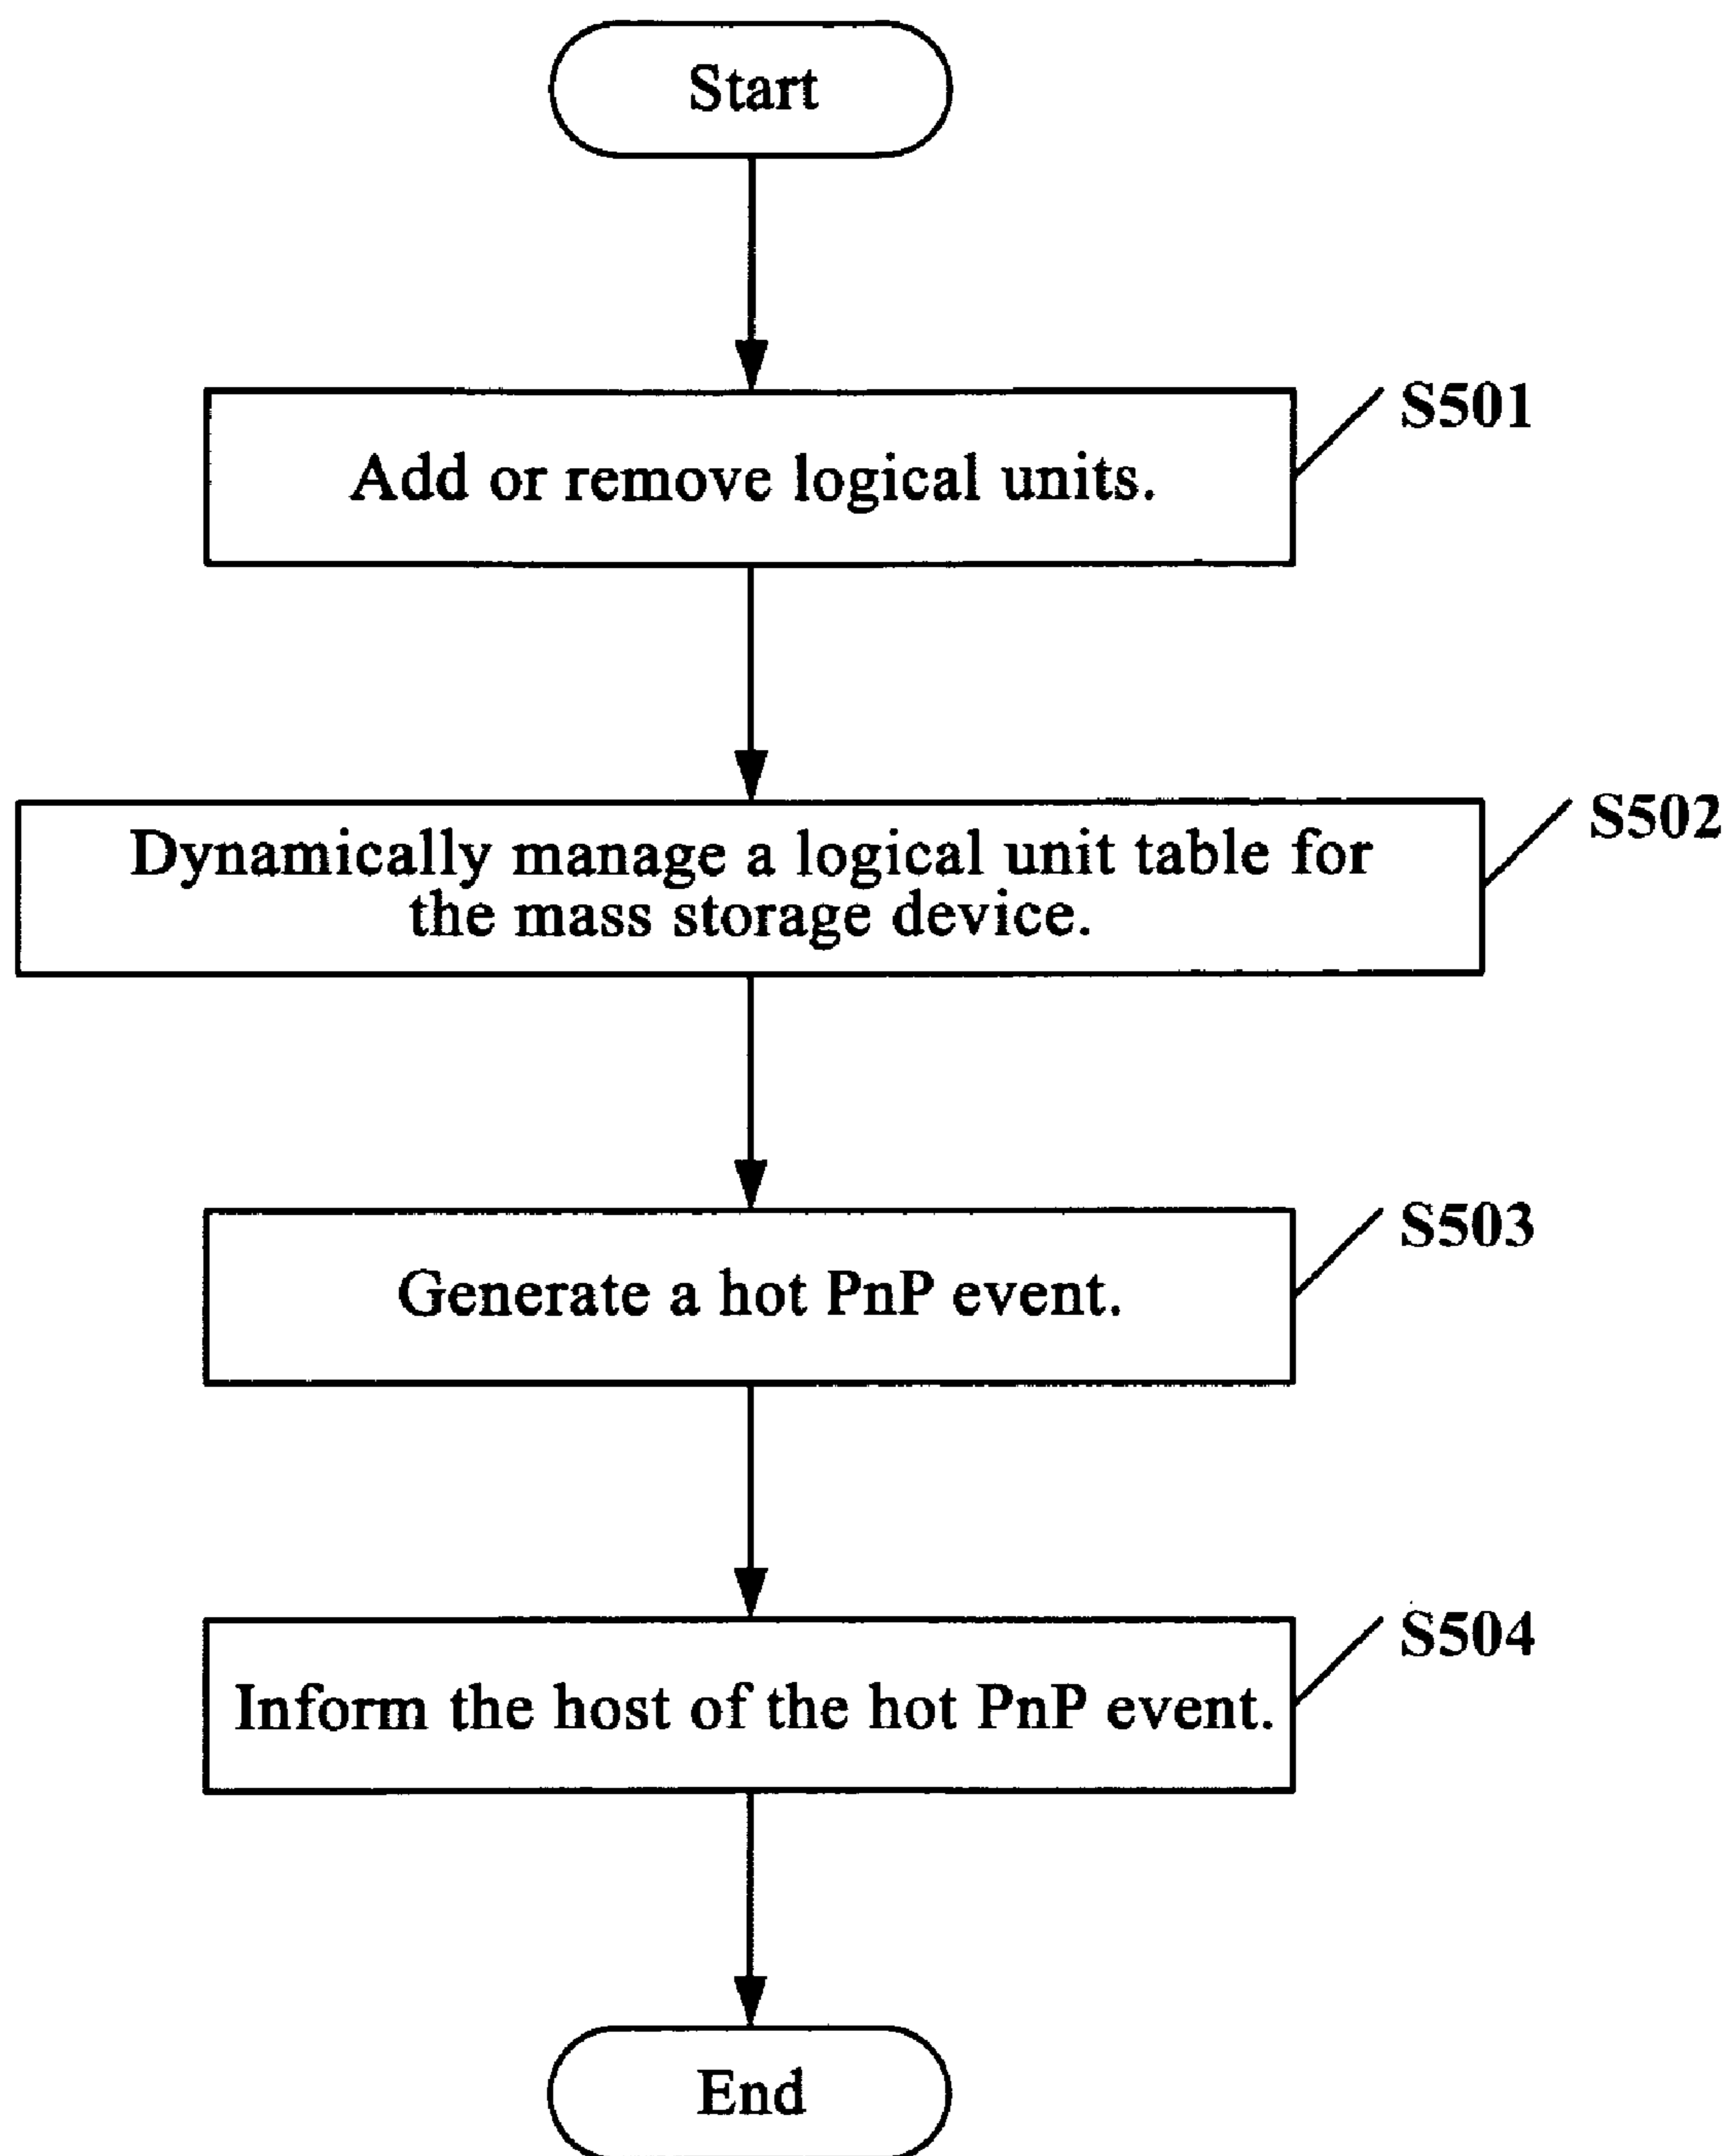 Start
S501
Add or remove logical units.
S502
Dynamically manage a logical unit table for
the mass storage device.
S503
Generate a hot PnP event.
S504
Inform the host of the hot PnP event.
End